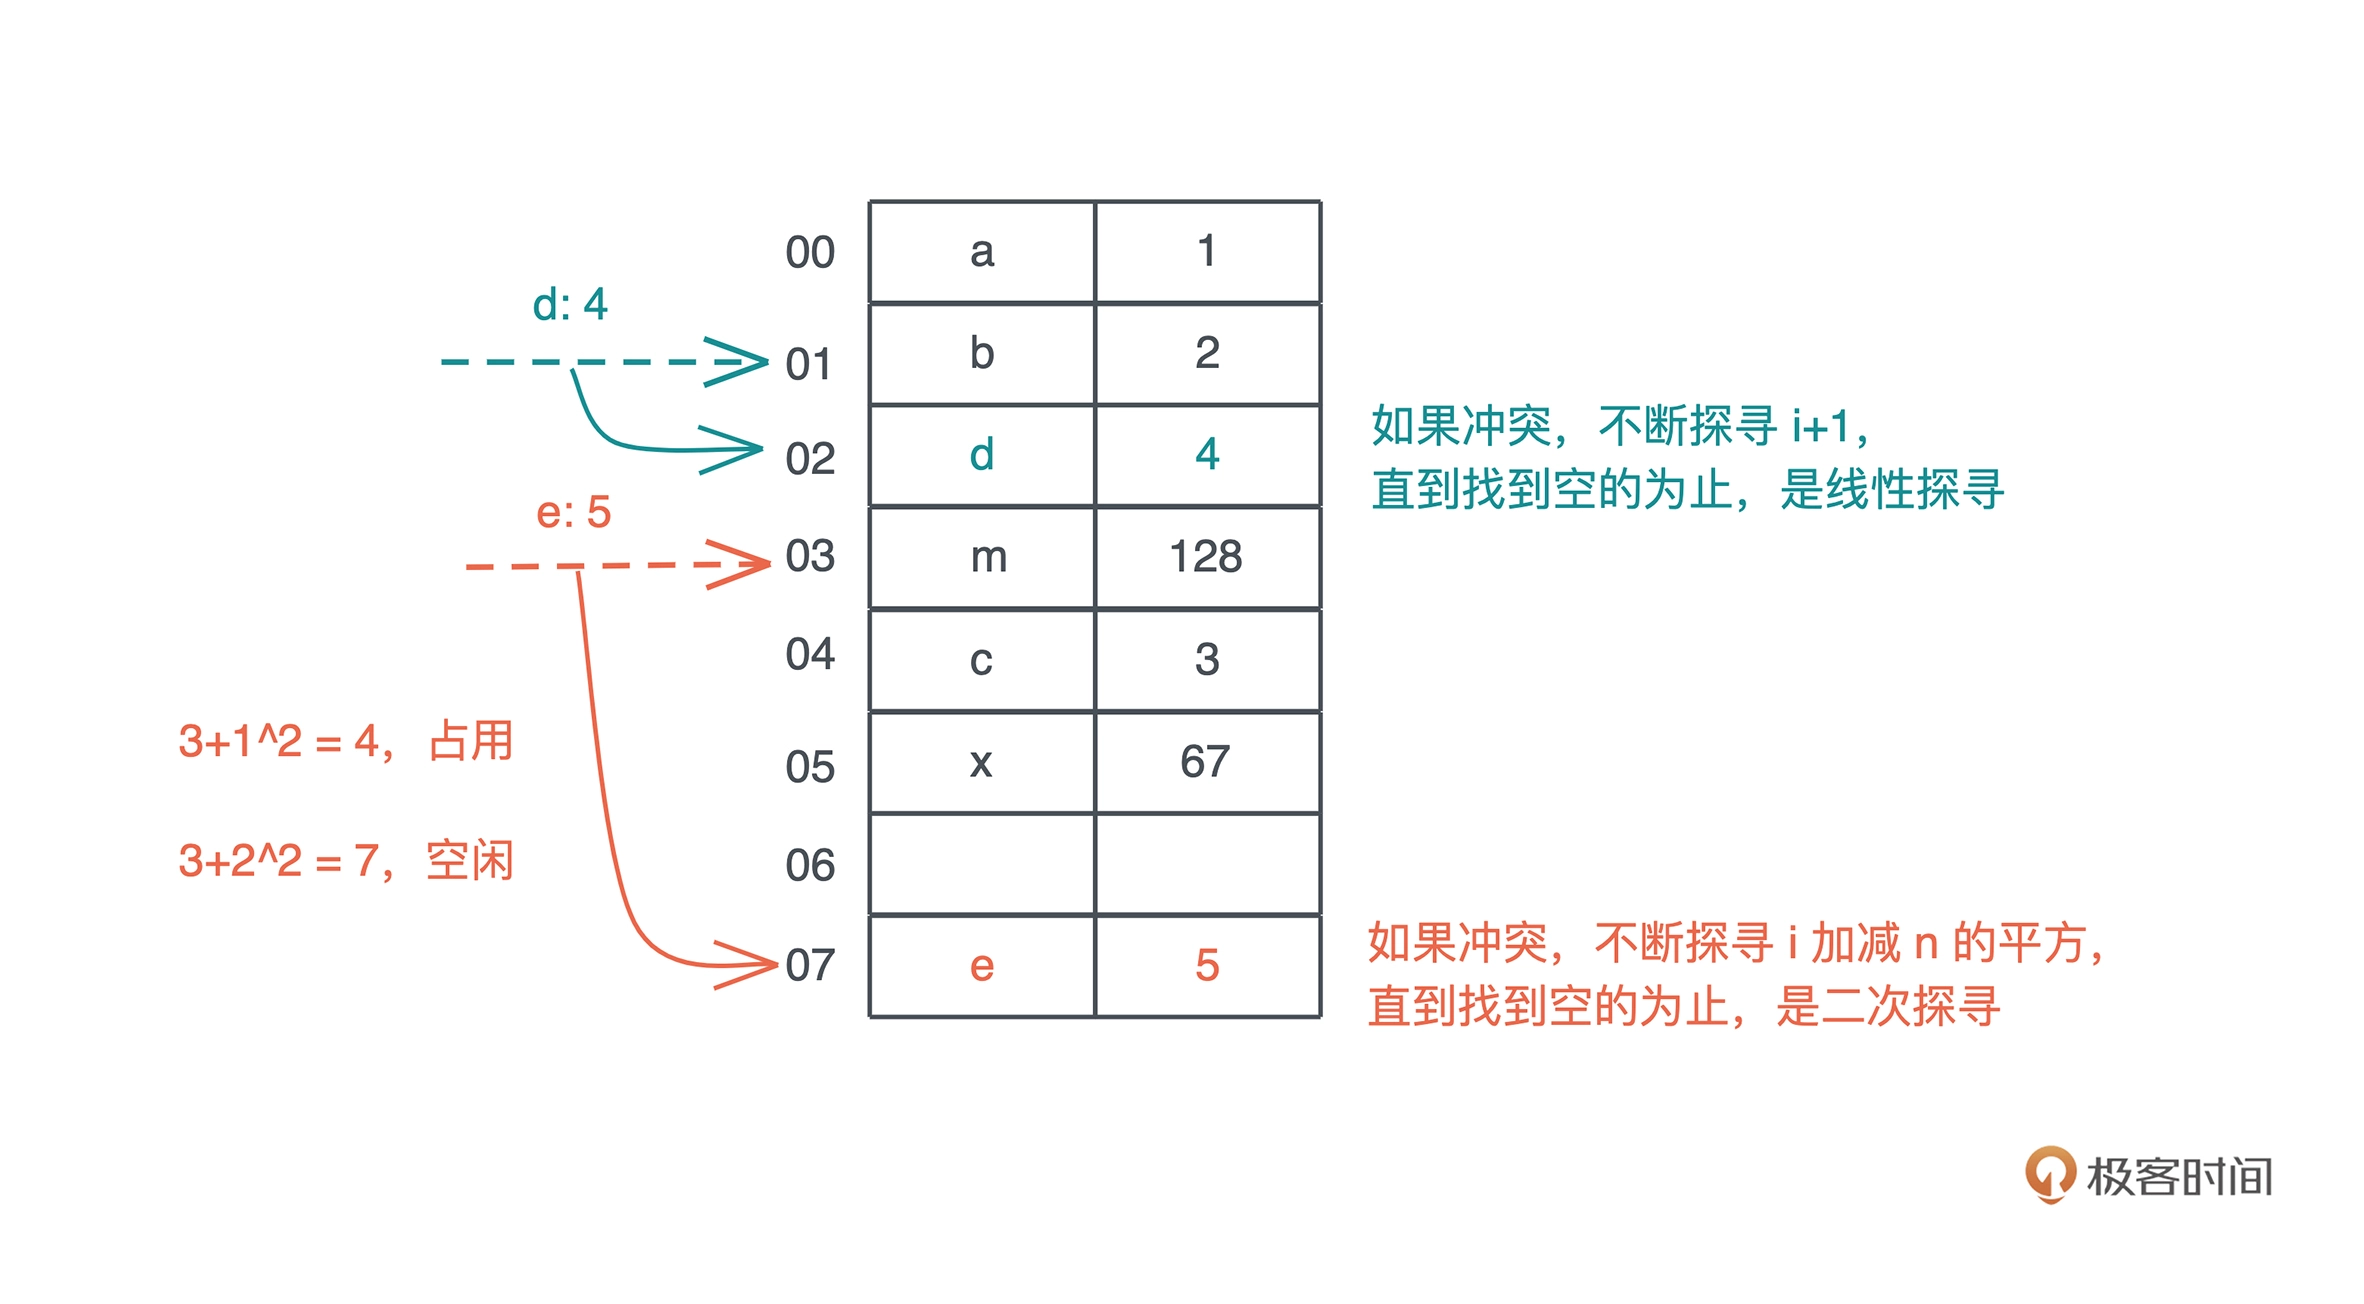 00 a 1
d: 4
01 b 2
02 d 4
如果冲突，不断探寻 i+1，
直到找到空的为止，是线性探寻
e: 5
03 m 128
04 c 3
3+1^2 = 4，占用
05 x 67
3+2^2 = 7，空闲
06
07 e 5
如果冲突，不断探寻 i 加减 n 的平方，
直到找到空的为止，是二次探寻
极客时间